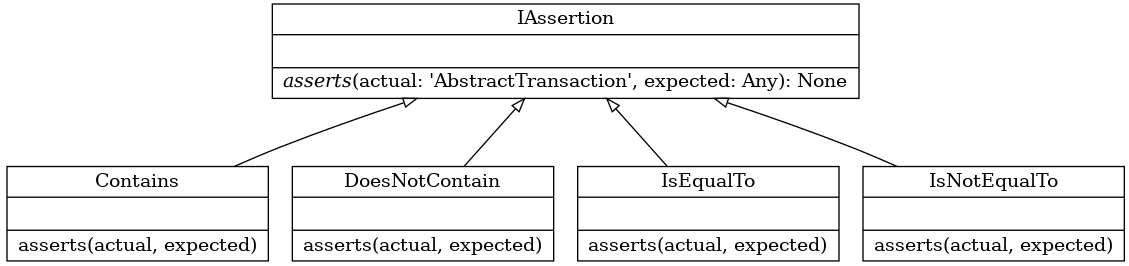 IAssertion
asserts(actual: 'AbstractTransaction', expected: Any): None
Contains
asserts(actual, expected)
DoesNotContain
asserts(actual, expected)
IsEqualTo
asserts(actual, expected)
IsNotEqualTo
asserts(actual, expected)